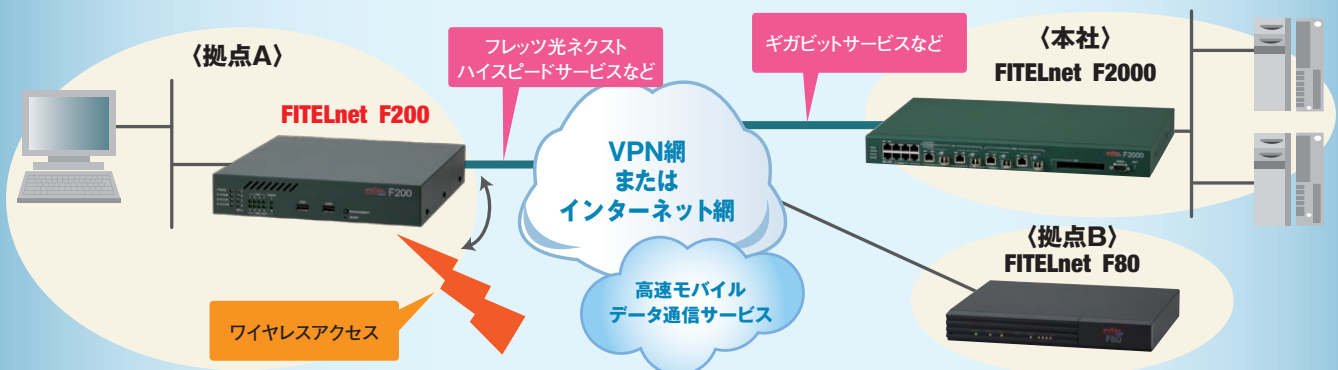 〈拠点A〉
FITELnet F200
F200
ワイヤレスアクセス
フレッツ光ネクスト
ハイスピードサービスなど
VPN網
または
インターネット網
高速モバイル
データ通信サービス
ギガビットサービスなど
〈本社〉
FITELnet F2000
F2000
〈拠点B〉
FITELnet F80
F80